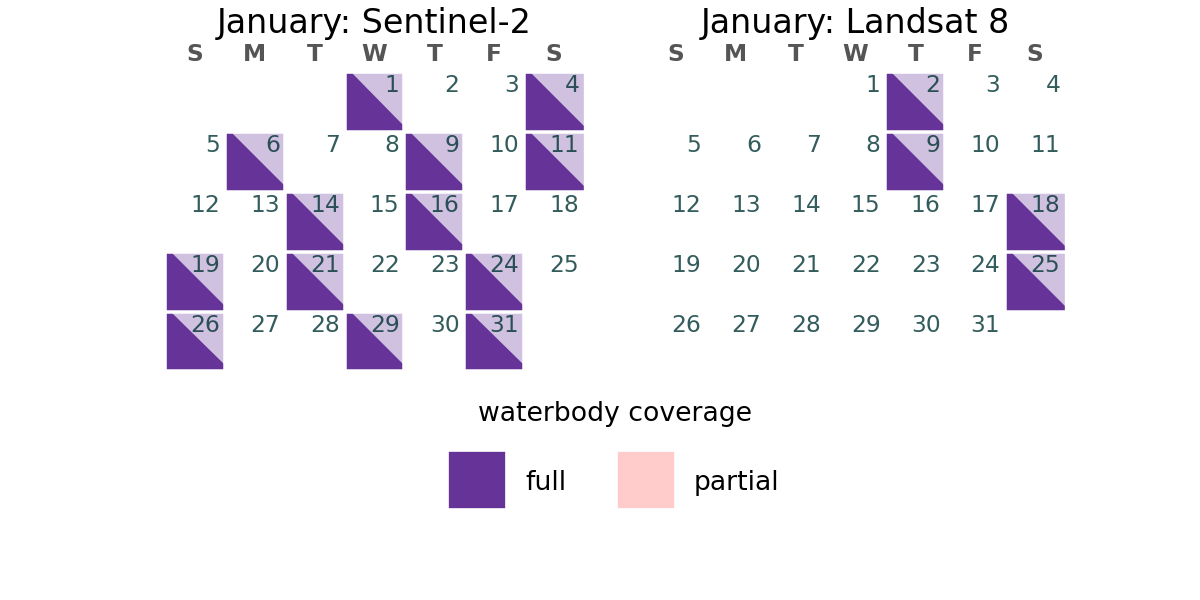 January: Sentinel-2
S M T W T F S
1 2 3 4
5 6 7 8 9 10 11
12 13 14 15 16 17 18
19 20 21 22 23 24 25
26 27 28 29 30 31
January: Landsat 8
S M T W T F S
1 2 3 4
5 6 7 8 9 10 11
12 13 14 15 16 17 18
19 20 21 22 23 24 25
26 27 28 29 30 31
waterbody coverage
full partial